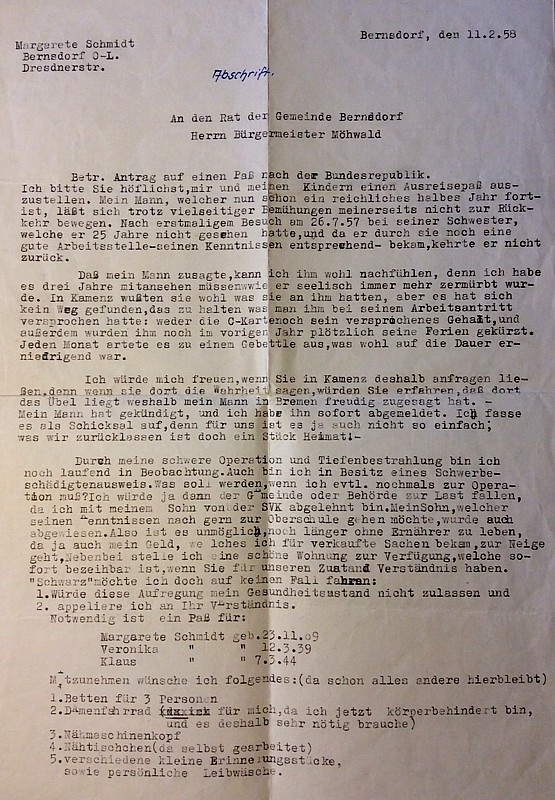 Margarete Schmidt
Bernsdorf O-L.
Dresdnerstr.
Bernsdorf, den 11.2.58
Abschrift.
An den Rat der Gemeinde Bernsdorf
Herrn Bürgermeister Möhwald
Betr. Antrag auf einen Paß nach der Bundesrepublik.
Ich bitte Sie höflichst,mir und meinen Kindern einen Ausreisepaß aus-
zustellen. Mein Mann, welcher nun schon ein reichliches halbes Jahr fort-
ist, läßt sich trotz vielseitiger Bemühungen meinerseits nicht zur Rück-
kehr bewegen. Nach erstmaligem Besuch am 26.7.57 bei seiner Schwester,
welche er 25 Jahre nicht gesehen hatte,und da er durch sie noch eine
gute Arbeitsstelle-seinen Kenntnissen entsprechend- bekam,kehrte er nicht
zurück.
Daß mein Mann zusagte,kann ich ihm wohl nachfühlen, denn ich habe
es drei Jahre mitansehen müssenwwie er seelisch immer mehr zermürbt wur-
de. In Kamenz wußten sie wohl was sie an ihm hatten, aber es hat sich
kein Weg gefunden,das zu halten was man ihm bei seinem Arbeitsantritt
versprochen hatte: weder die C-Kartenoch sein versprochenes Gehalt,und
außerdem wurden ihm noch im vorigen Jahr plötzlich seine Ferien gekürzt.
Jeden Monat artete es zu einem Gebettle aus,was wohl auf die Dauer er-
niedrigend war.
Ich würde mich freuen,wenn Sie in Kamenz deshalb anfragen lie-
ßen,denn wenn sie dort die Wahrheit sagen,würden Sie erfahren,daß dort
das Übel liegt weshalb mein Mann in Bremen freudig zugesagt hat. -
Mein Mann hat gekündigt, und ich habe ihn sofort abgemeldet. Ich fasse
es als Schicksal auf,denn für uns ist es ja auch nicht so einfach;
was wir zurücklassen ist doch ein Stück Heimat!-
Durch meine schwere Operation und Tiefenbestrahlung bin ich
noch laufend in Beobachtung.Auch bin ich in Besitz eines Schwerbe-
schädigtenausweis.Was soll werden,wenn ich evtl. nochmals zur Opera-
tion muß?Ich würde ja dann der G meinde oder Behörde zur Last fallen,
da ich mit meinem Sohn von der SVK abgelehnt bin.MeinSohn,welcher
seinen Kenntnissen nach gern zur Oberschule gehen möchte,wurde auch
abgewiesen.Also ist es unmöglich,noch länger ohne Ernährer zu leben,
da ja auch mein Geld, we lches ich für verkaufte Sachen bekam,zur Neige
geht.Nebenbei stelle ich eine schöne Wohnung zur Verfügung,welche so-
fort beziehbar ist,wenn Sie für unseren Zustand Verständnis haben.
"Schwarz"möchte ich doch auf keinen Fall fahren:
1.Würde diese Aufregung mein Gesundheitszustand nicht zulassen und
2. appeliere ich an Ihr Verständnis.
Notwendig ist ein Paß für:
Margarete Schmidt geb.23.11.09
Veronika " " 12.3.39
Klaus " " 7.3.44
Mitzunehmen wünsche ich folgendes:(da schon alles andere hierbleibt)
1.Betten für 3 Personen
2.Damenfahrrad für mich,da ich jetzt körperbehindert bin,
und es deshalb sehr nötig brauche)
3.Nähmaschinenkopf
4.Nähtischchen(da selbst gearbeitet)
5.verschiedene kleine Erinnerungsstücke,
sowie persönliche Leibwäsche.